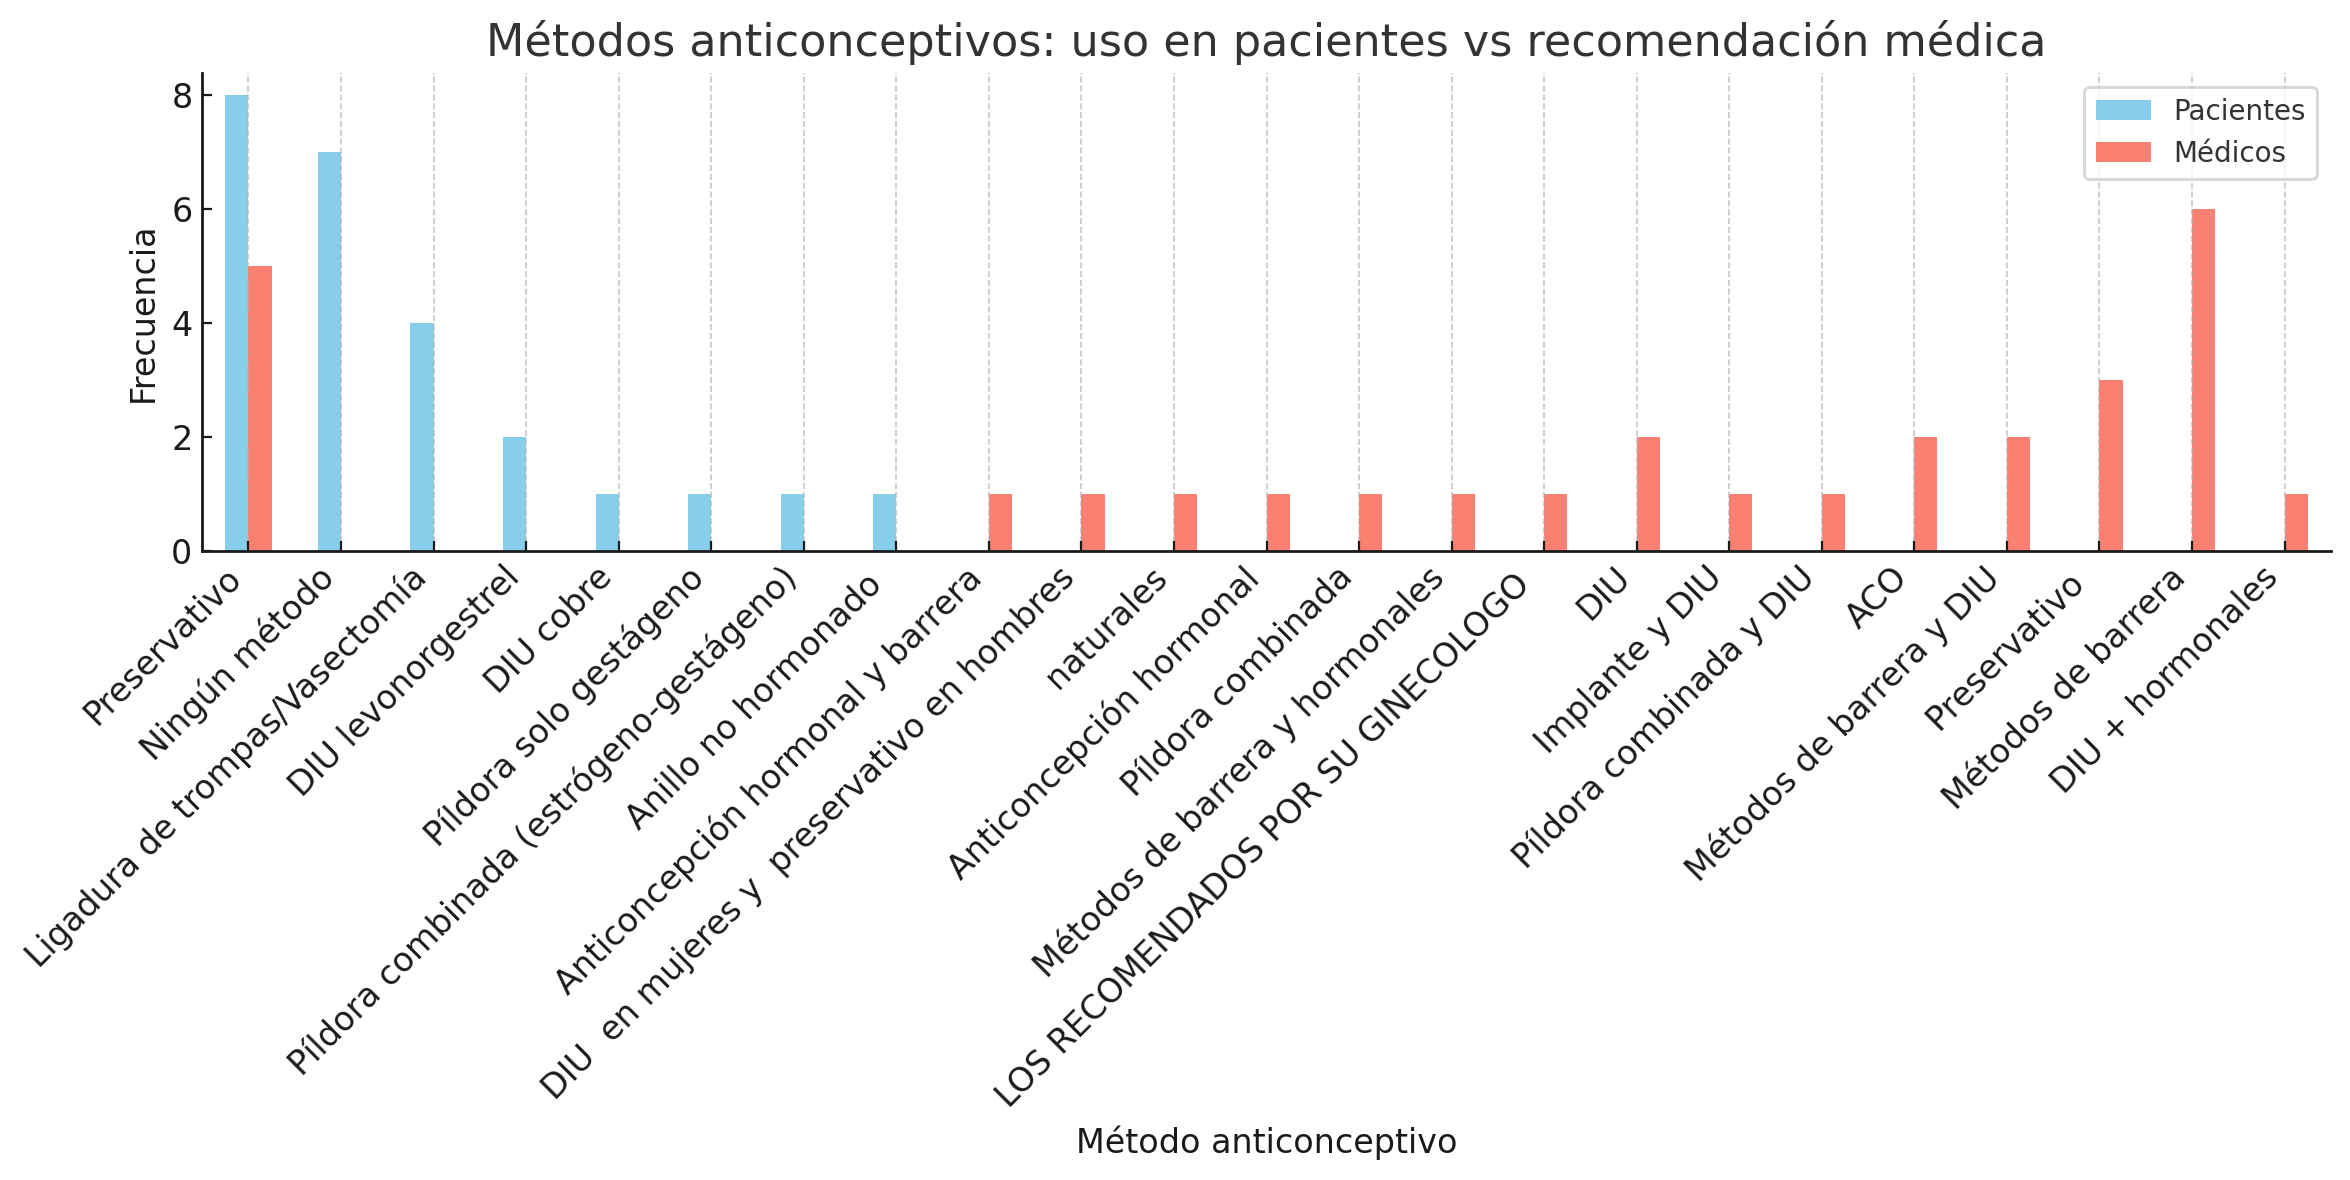 Métodos anticonceptivos: uso en pacientes vs recomendación médica
Pacientes
Médicos
Frecuencia
8
6
4
2
0
Preservativo
Ningún método
Ligadura de trompas/Vasectomía
DIU levonorgestrel
DIU cobre
Píldora solo gestágeno
Píldora combinada (estrógeno-gestágeno)
Anillo no hormonado
Anticoncepción hormonal y barrera
DIU  en mujeres y  preservativo en hombres
naturales
Anticoncepción hormonal
Píldora combinada
Métodos de barrera y hormonales
LOS RECOMENDADOS POR SU GINECOLOGO
DIU
Implante y DIU
Píldora combinada y DIU
ACO
Métodos de barrera y DIU
Preservativo
Métodos de barrera
DIU + hormonales
Método anticonceptivo